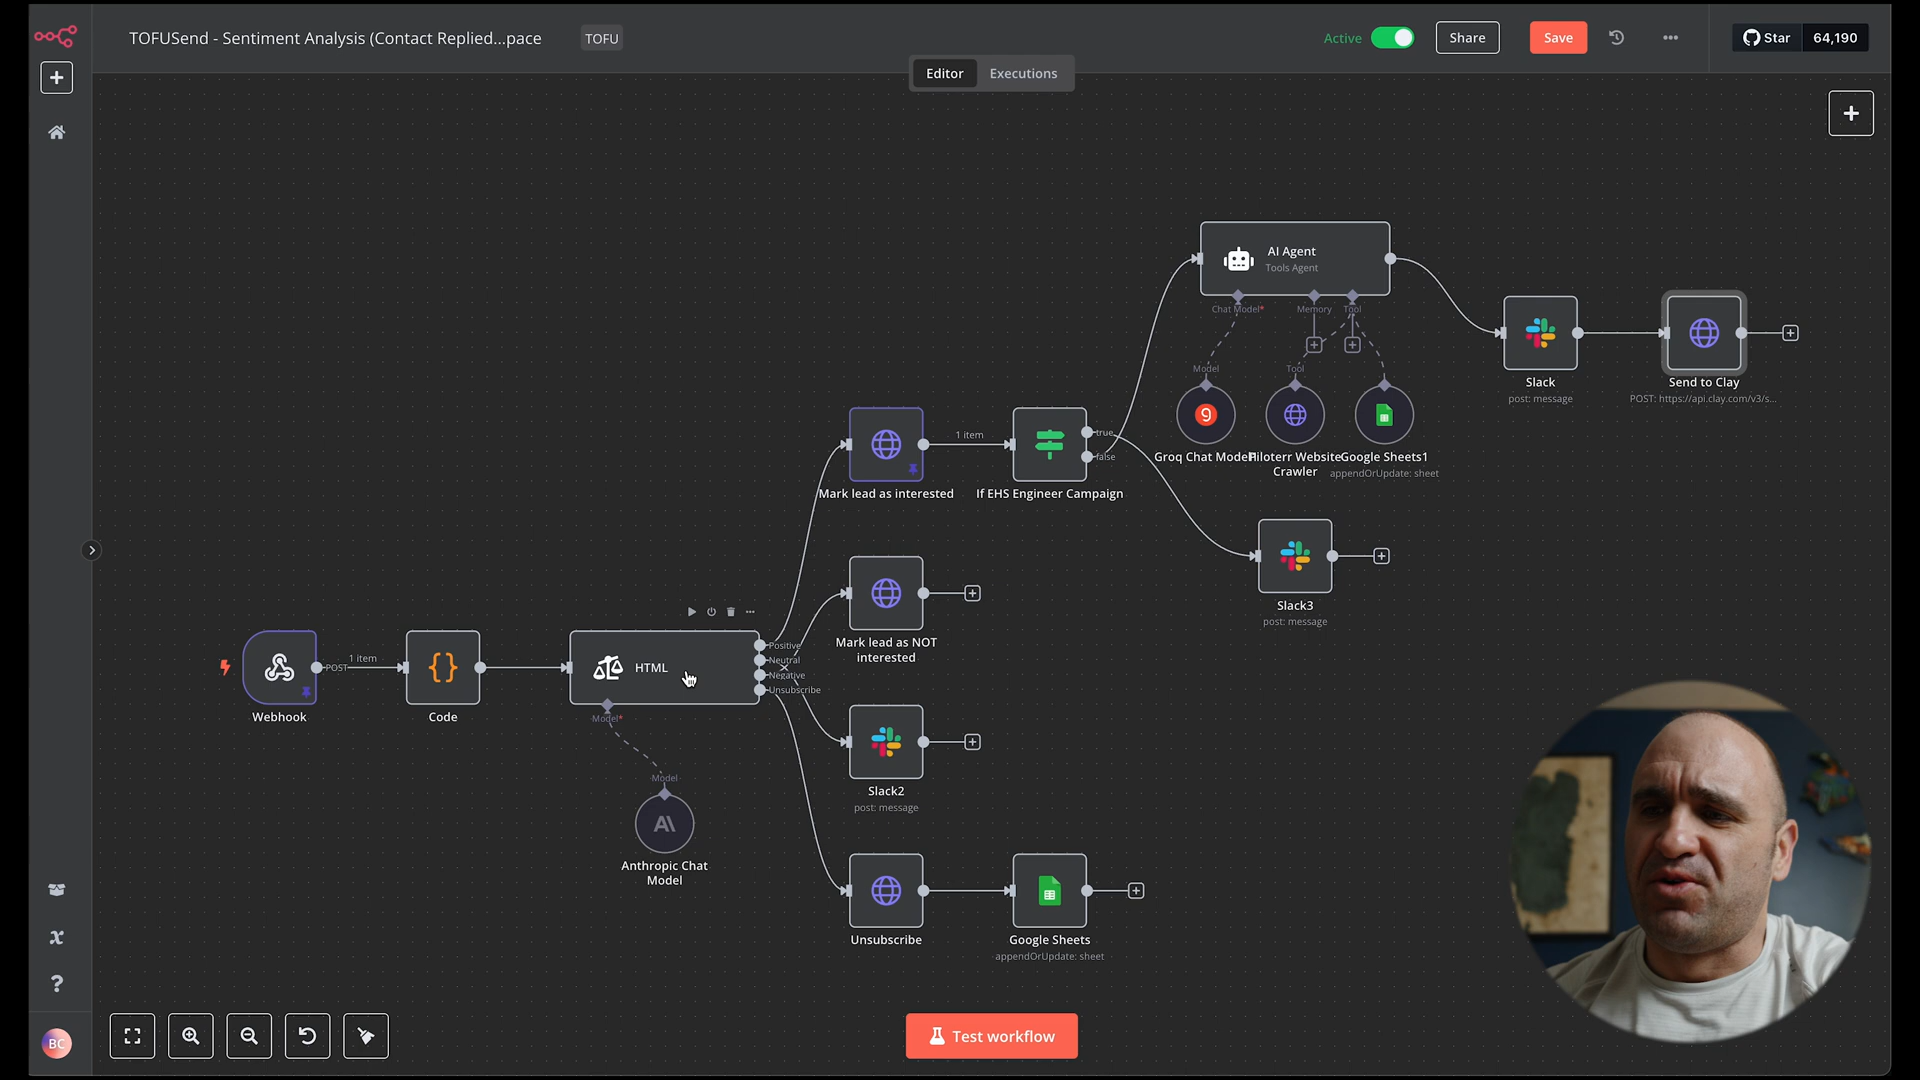 TOFUSend - Sentiment Analysis (Contact Replied...pace
TOFU
Active
Share
Save
Star
64,190
Editor
Executions
AI Agent
Tools Agent
Chat Model*
Memory
Tool
Model
Tool
Groq Chat Model
Piloterr Website Crawler
Google Sheets1
appendOrUpdate: sheet
Slack
post: message
Send to Clay
POST: https://api.clay.com/v3/s...
Mark lead as interested
1 item
If EHS Engineer Campaign
true
false
Slack3
post: message
Mark lead as NOT
interested
Webhook
POST
1 item
Code
HTML
Positive
Neutral
Negative
Unsubscribe
Model*
Model
Anthropic Chat
Model
Slack2
post: message
Unsubscribe
Google Sheets
appendOrUpdate: sheet
BC
Test workflow